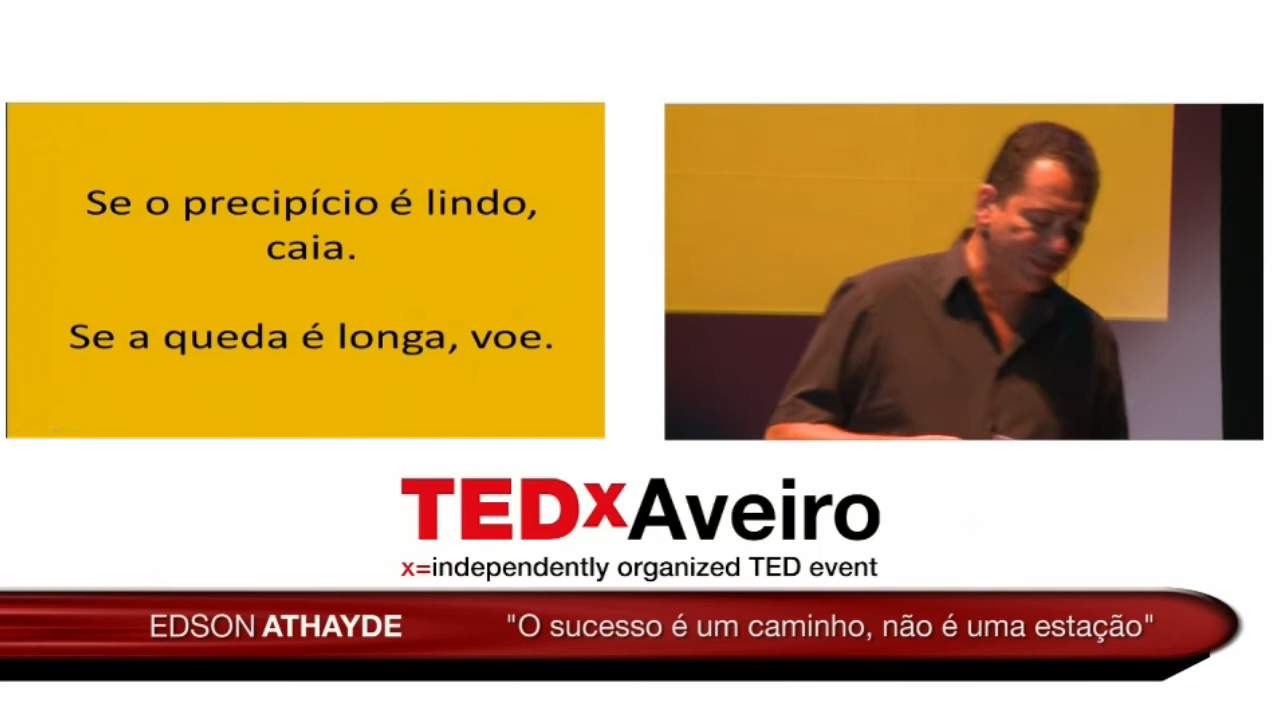 Se o precipício é lindo,
caia.
Se a queda é longa, voe.
TEDxAveiro
x=independently organized TED event
EDSON ATHAYDE
"O sucesso é um caminho, não é uma estação"